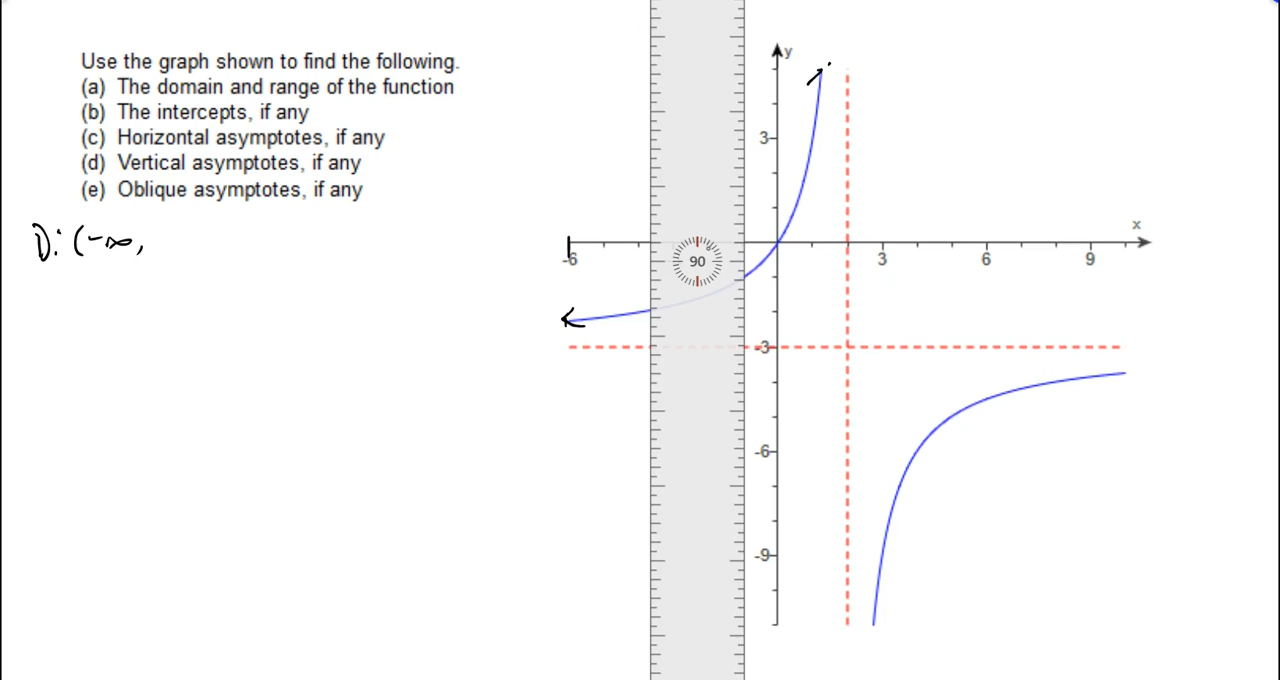 Use the graph shown to find the following.
(a) The domain and range of the function
(b) The intercepts, if any
(c) Horizontal asymptotes, if any
(d) Vertical asymptotes, if any
(e) Oblique asymptotes, if any
D: (-∞,
y
3
x
-6
90
3
6
9
-3
-6
-9